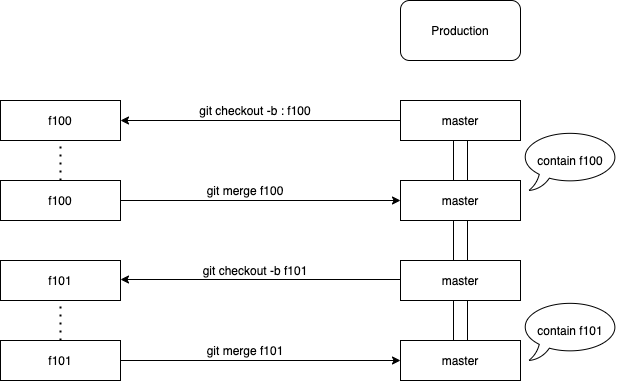 Production
git checkout -b : f100
f100
master
contain f100
f100
git merge f100
master
git checkout -b f101
f101
master
contain f101
f101
git merge f101
master